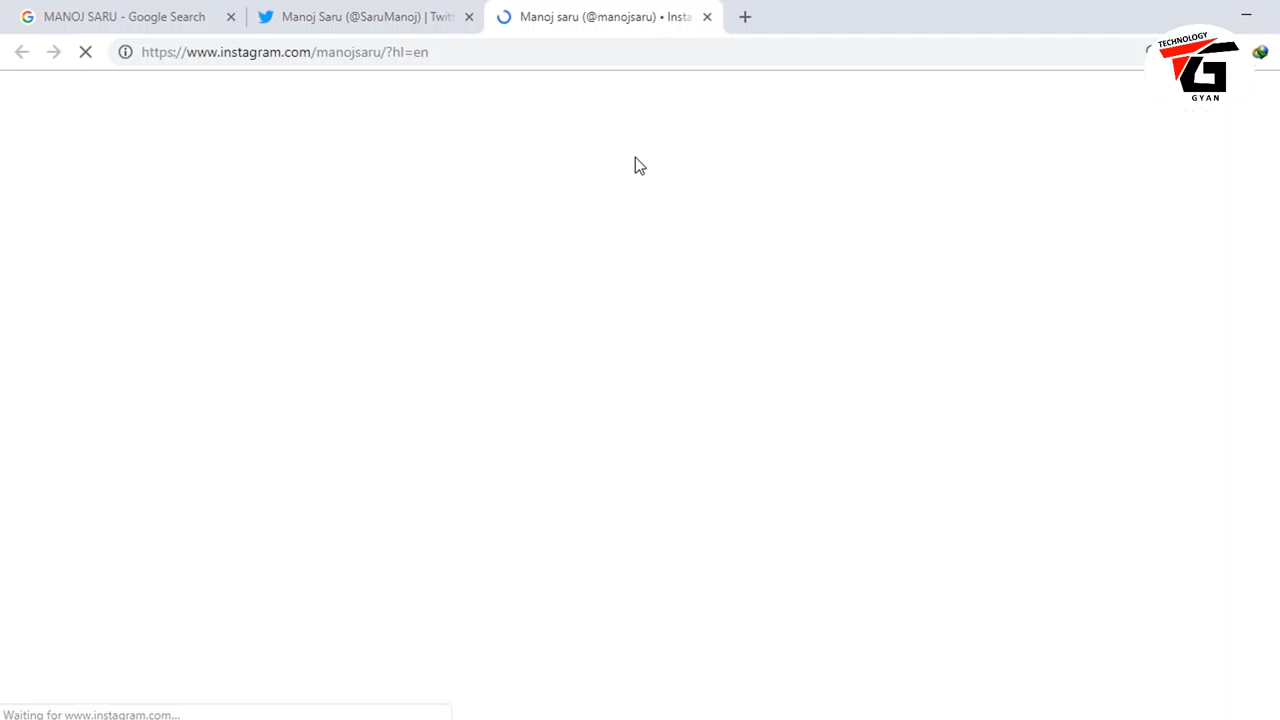 MANOJ SARU - Google Search
Manoj Saru (@SaruManoj) | Twitt
Manoj saru (@manojsaru) • Insta
https://www.instagram.com/manojsaru/?hl=en
TECHNOLOGY
TG
GYAN
Waiting for www.instagram.com...